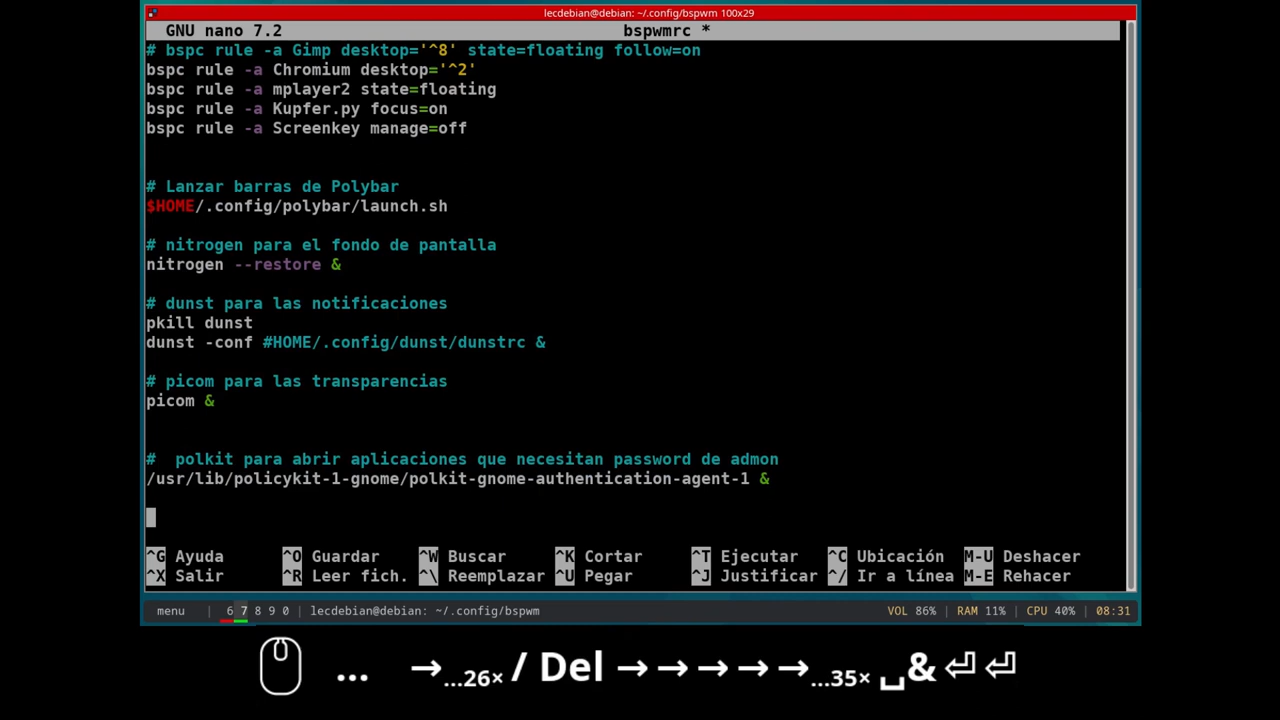 lecdebian@debian: ~/.config/bspwm 100x29
GNU nano 7.2 bspwmrc *
# bspc rule -a Gimp desktop='^8' state=floating follow=on
bspc rule -a Chromium desktop='^2'
bspc rule -a mplayer2 state=floating
bspc rule -a Kupfer.py focus=on
bspc rule -a Screenkey manage=off
# Lanzar barras de Polybar
$HOME/.config/polybar/launch.sh
# nitrogen para el fondo de pantalla
nitrogen --restore &
# dunst para las notificaciones
pkill dunst
dunst -conf #HOME/.config/dunst/dunstrc &
# picom para las transparencias
picom &
#  polkit para abrir aplicaciones que necesitan password de admon
/usr/lib/policykit-1-gnome/polkit-gnome-authentication-agent-1 &
^G Ayuda ^O Guardar ^W Buscar ^K Cortar ^T Ejecutar ^C Ubicación M-U Deshacer
^X Salir ^R Leer fich. ^\ Reemplazar ^U Pegar ^J Justificar ^/ Ir a línea M-E Rehacer
menu | 6 7 8 9 0 | lecdebian@debian: ~/.config/bspwm VOL 86% | RAM 11% | CPU 40% | 08:31
... →...26× / Del →→→→→...35× ␣&⏎⏎